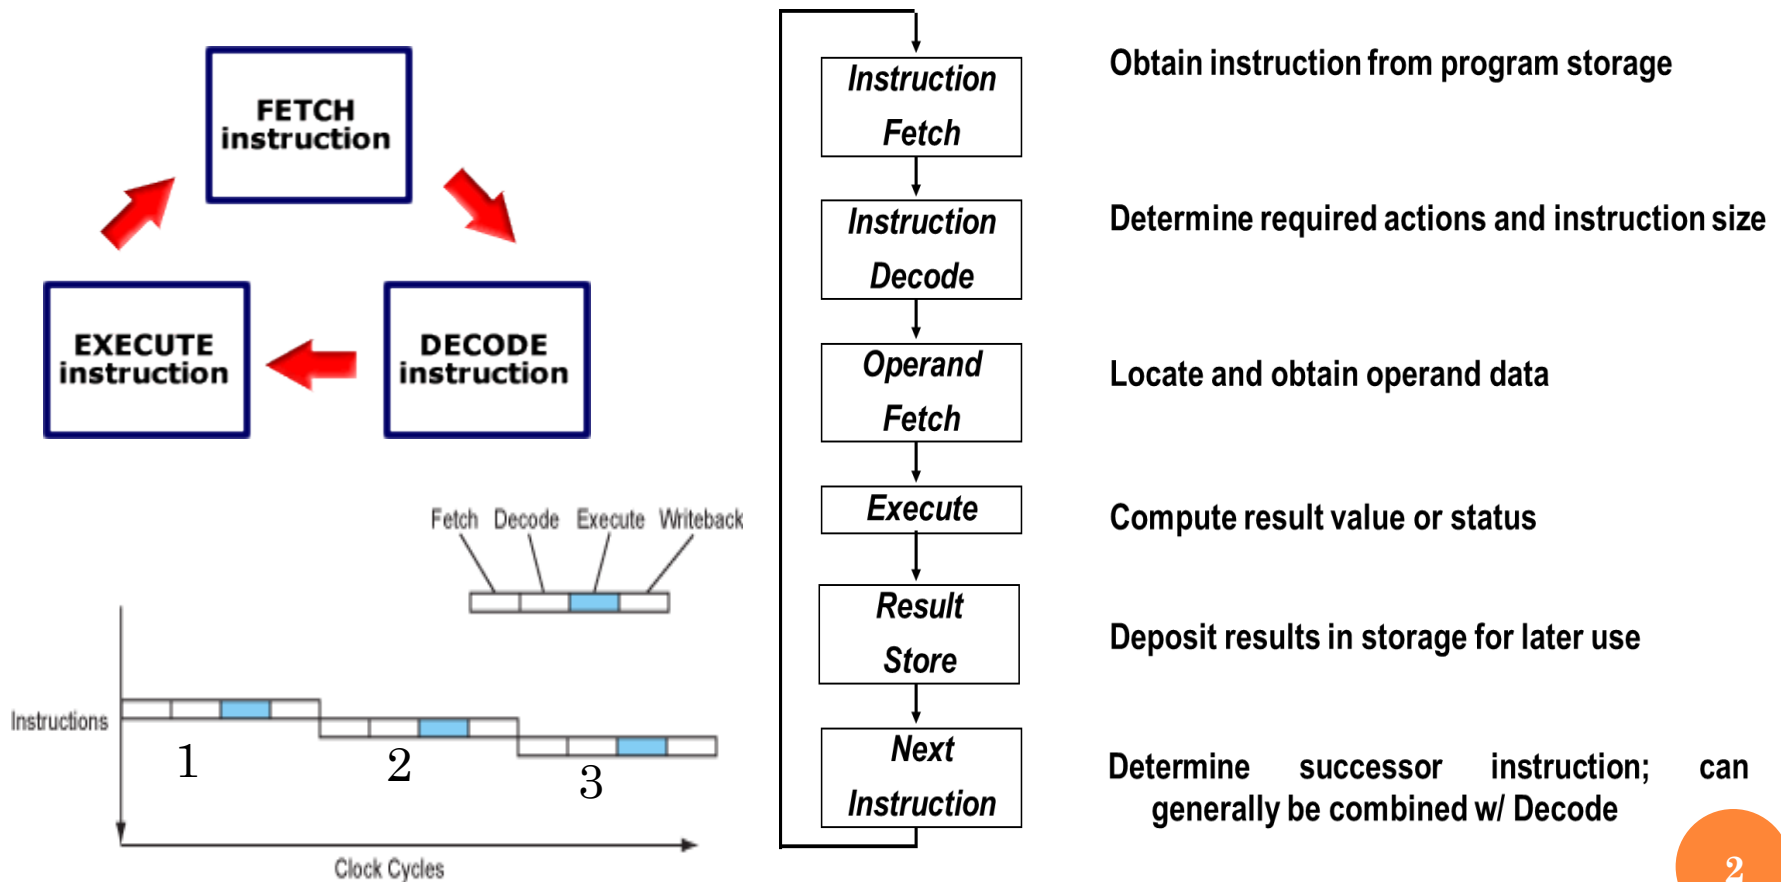 FETCH
instruction
EXECUTE
instruction
DECODE
instruction
Fetch Decode Execute Writeback
Instructions
1
2
3
Clock Cycles
Instruction
Fetch
Obtain instruction from program storage
Instruction
Decode
Determine required actions and instruction size
Operand
Fetch
Locate and obtain operand data
Execute
Compute result value or status
Result
Store
Deposit results in storage for later use
Next
Instruction
Determine successor instruction; can
generally be combined w/ Decode
2